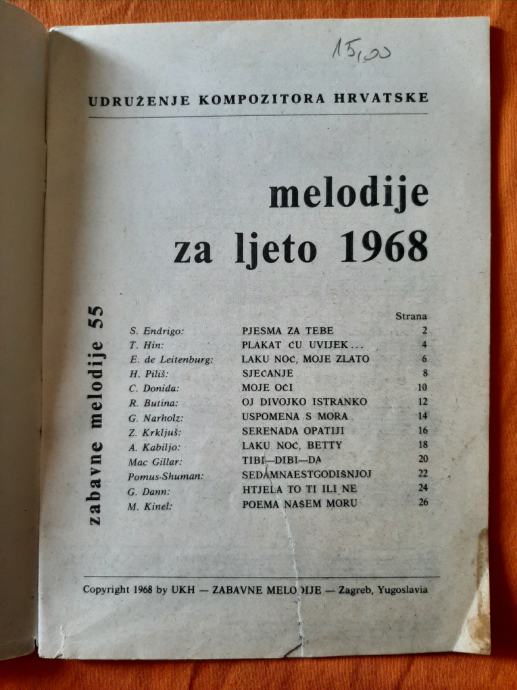 15,00
UDRUŽENJE KOMPOZITORA HRVATSKE
melodije
za ljeto 1968
zabavne melodije 55
Strana
S. Endrigo: PJESMA ZA TEBE 2
T. Hin: PLAKAT ĆU UVIJEK... 4
E. de Leitenburg: LAKU NOĆ, MOJE ZLATO 6
H. Piliš: SJEĆANJE 8
C. Donida: MOJE OČI 10
R. Butina: OJ DIVOJKO ISTRANKO 12
G. Narholz: USPOMENA S MORA 14
Z. Krkljuš: SERENADA OPATIJI 16
A. Kabiljo: LAKU NOĆ, BETTY 18
Mac Gillar: TIBI—DIBI—DA 20
Pomus-Shuman: SEDAMNAESTGODIŠNJOJ 22
G. Dann: HTJELA TO TI ILI NE 24
M. Kinel: POEMA NAŠEM MORU 26
Copyright 1968 by UKH — ZABAVNE MELODIJE — Zagreb, Yugoslavia